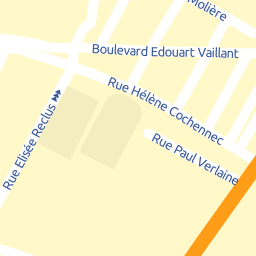 Molière
Boulevard Edouart Vaillant
Rue Hélène Cochennec
Rue Elisée Reclus
Rue Paul Verlaine